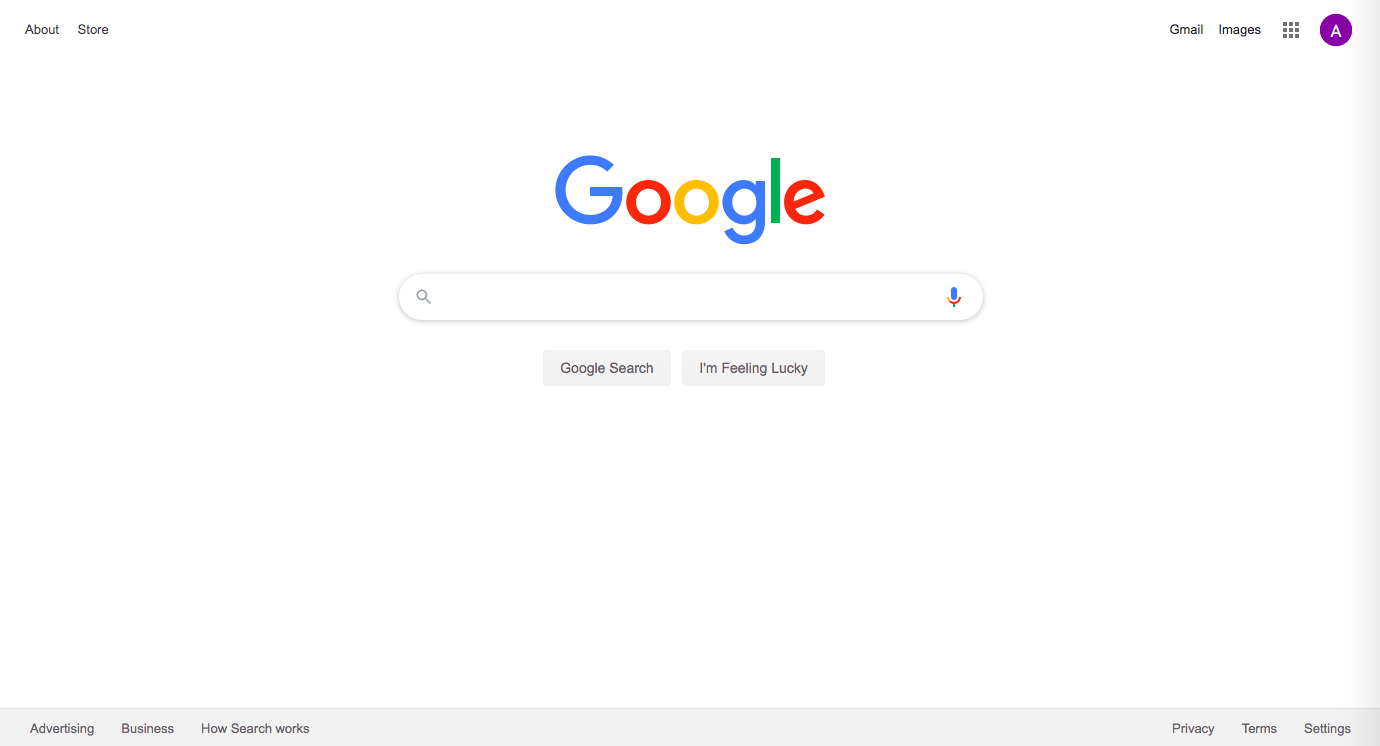 About Store Gmail Images A
Google
Google Search I'm Feeling Lucky
Advertising Business How Search works Privacy Terms Settings